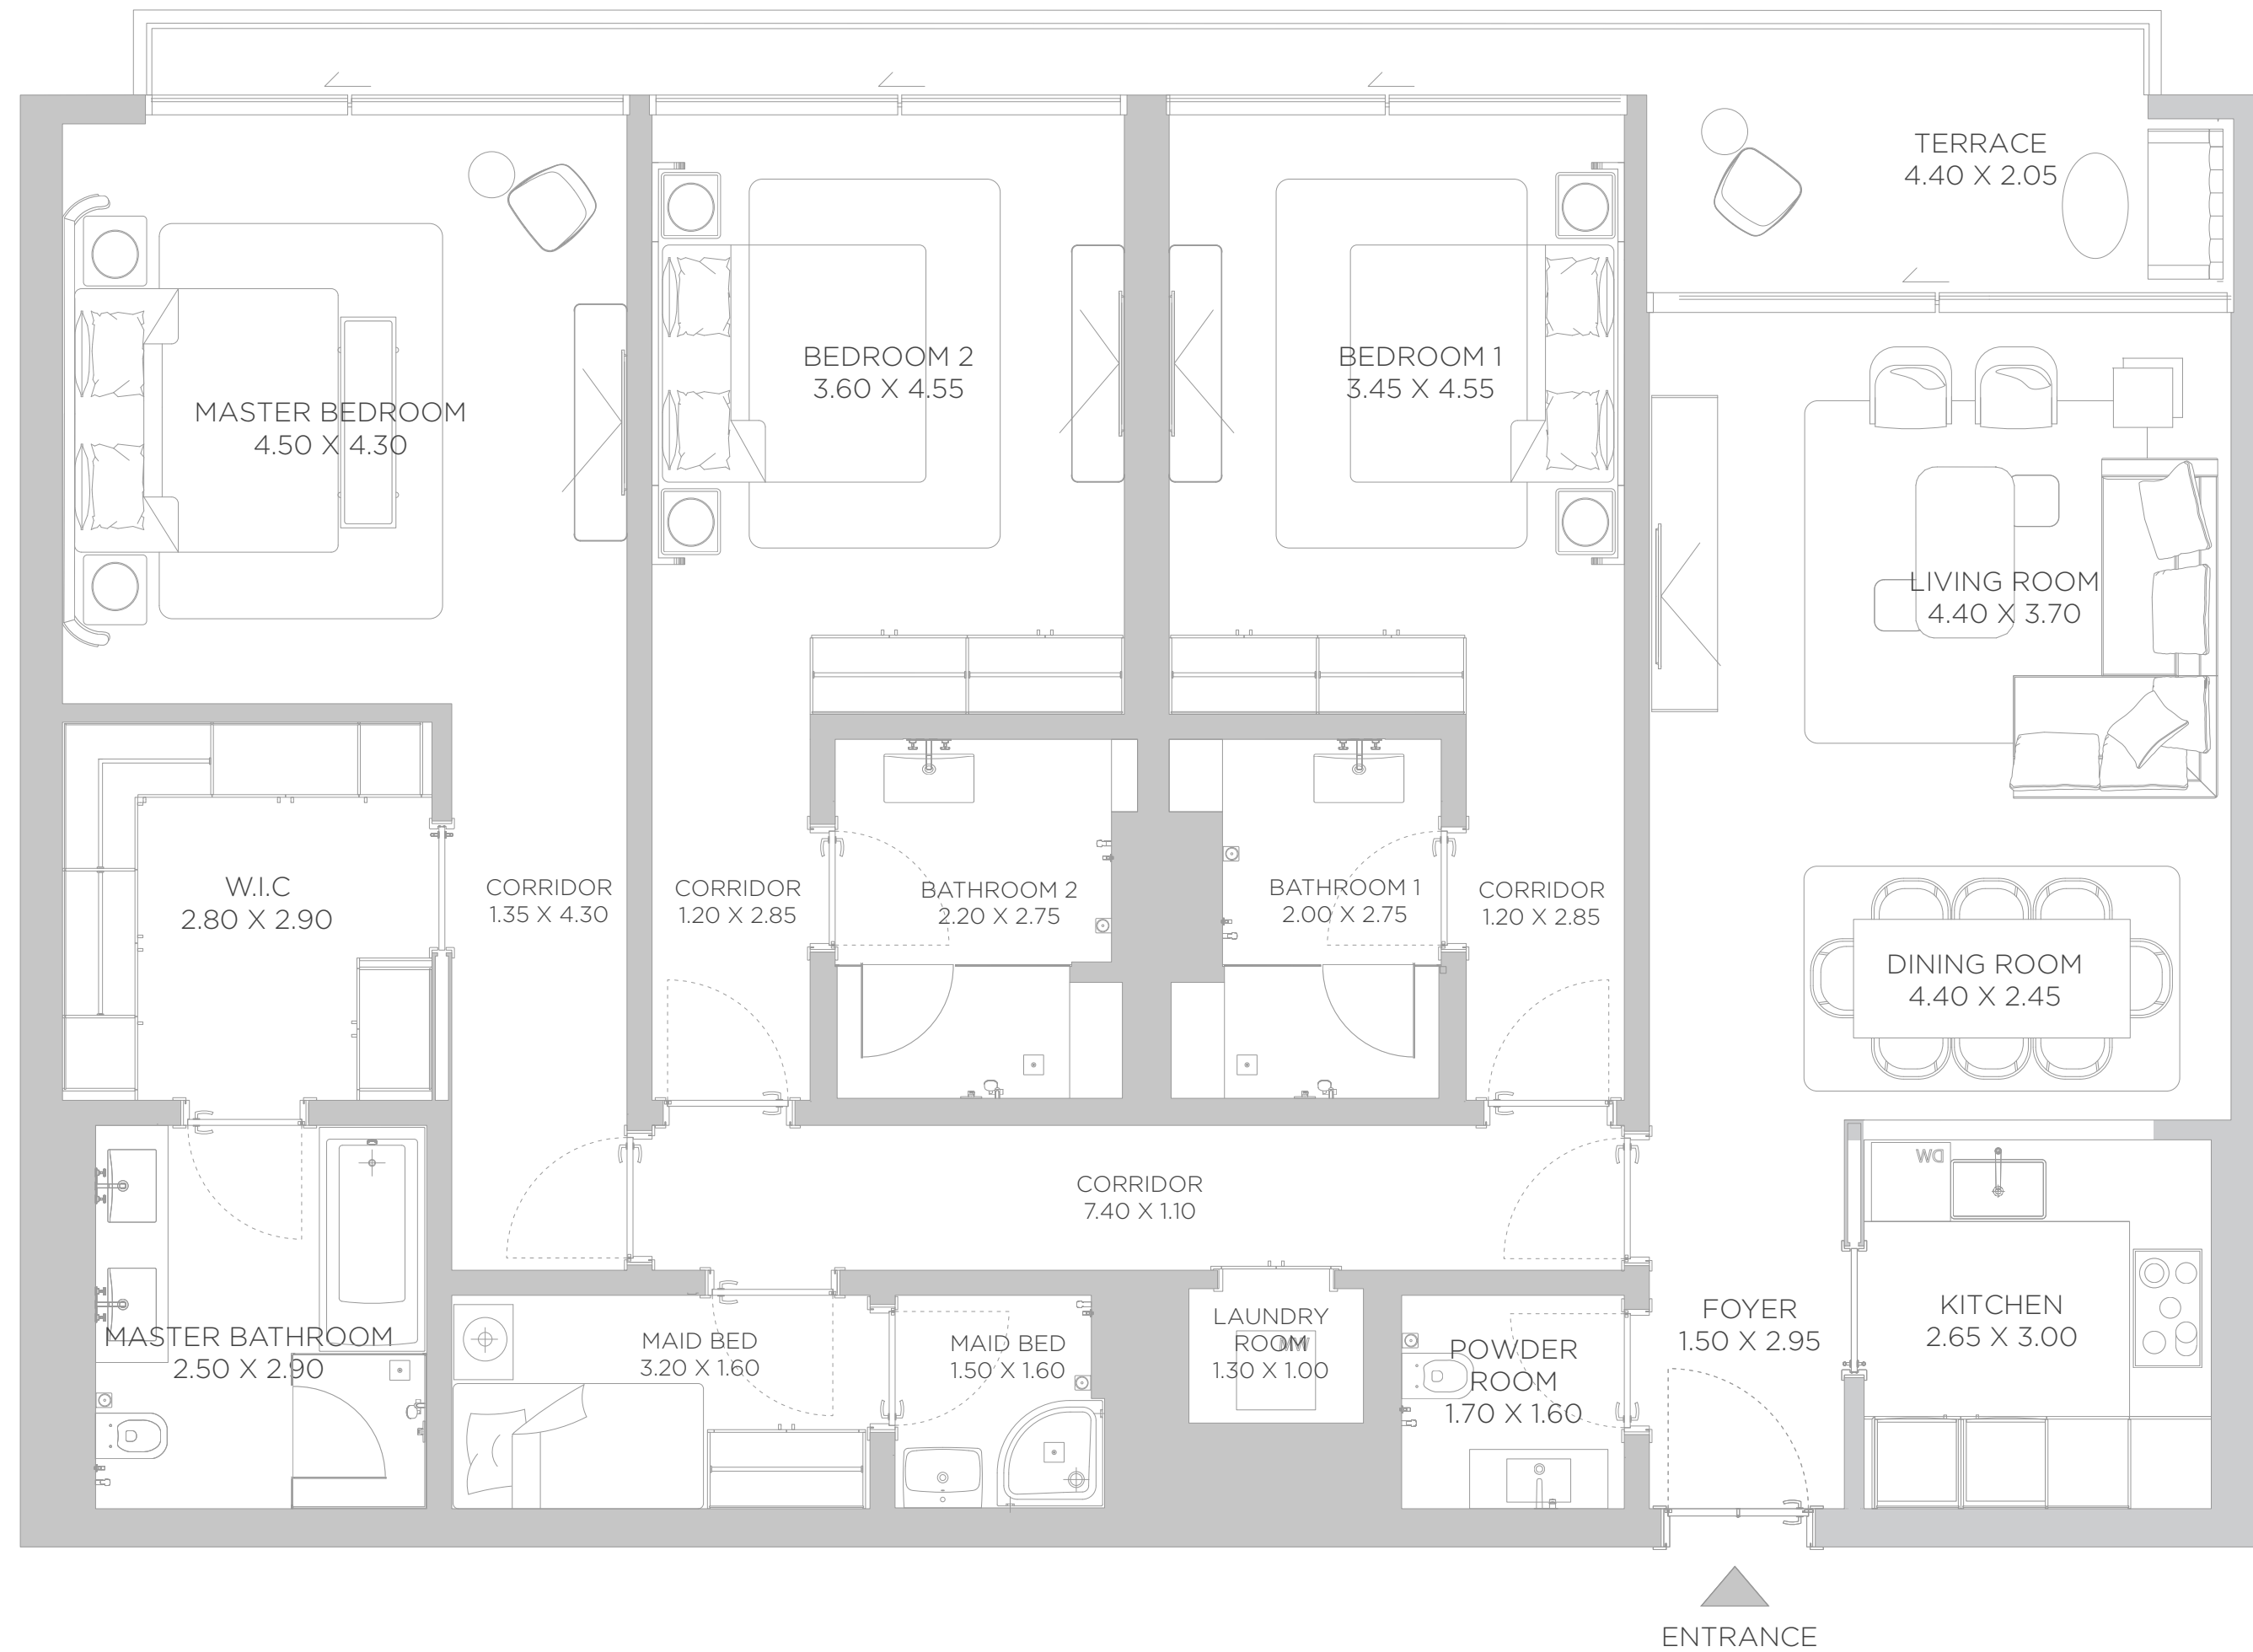 TERRACE
4.40 X 2.05
BEDROOM 2
3.60 X 4.55
BEDROOM 1
3.45 X 4.55
MASTER BEDROOM
4.50 X 4.30
LIVING ROOM
4.40 X 3.70
W.I.C
2.80 X 2.90
CORRIDOR
1.35 X 4.30
CORRIDOR
1.20 X 2.85
BATHROOM 2
2.20 X 2.75
BATHROOM 1
2.00 X 2.75
CORRIDOR
1.20 X 2.85
DINING ROOM
4.40 X 2.45
DW
CORRIDOR
7.40 X 1.10
MASTER BATHROOM
2.50 X 2.90
MAID BED
3.20 X 1.60
MAID BED
1.50 X 1.60
LAUNDRY
ROOM
WM
1.30 X 1.00
POWDER
ROOM
1.70 X 1.60
FOYER
1.50 X 2.95
KITCHEN
2.65 X 3.00
ENTRANCE